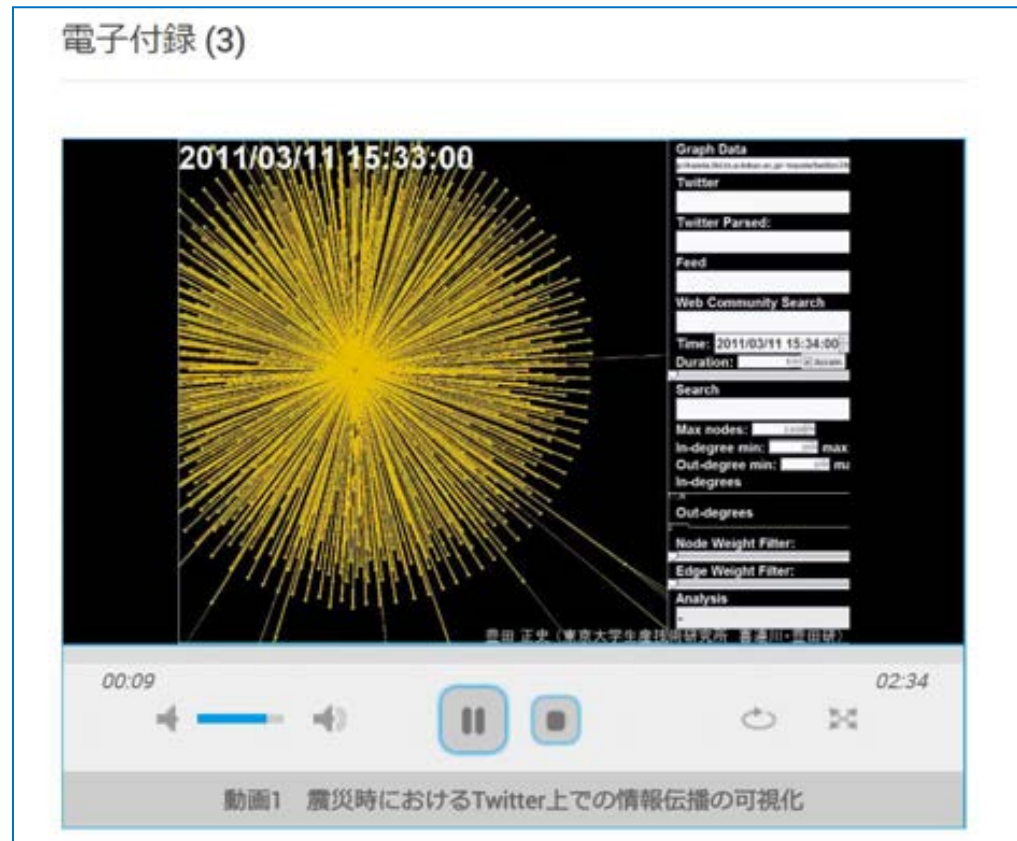 電子付録 (3)
2011/03/11 15:33:00
Graph Data
Twitter
Twitter Parsed:
Feed
Web Community Search
Time: 2011/03/11 15:34:00
Duration:
Search
Max nodes:
In-degree min: max
Out-degree min: ma
In-degrees
Out-degrees
Node Weight Filter:
Edge Weight Filter:
Analysis
豊田 正史（東京大学生産技術研究所 喜連川・豊田研）
00:09
02:34
動画1 震災時におけるTwitter上での情報伝播の可視化